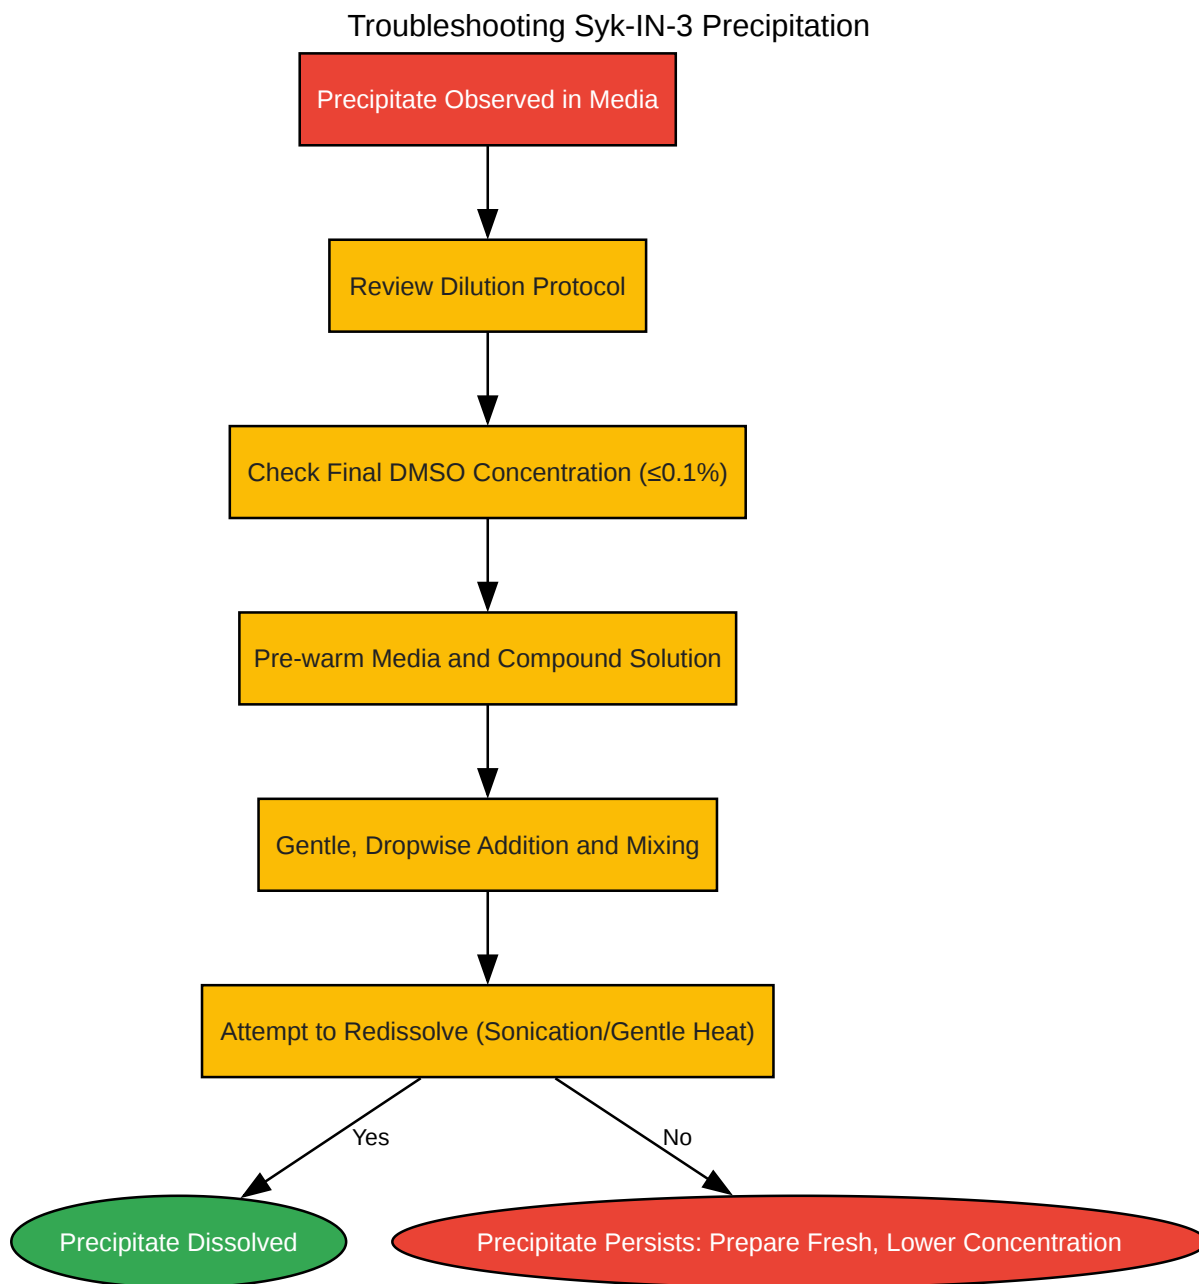 Troubleshooting Syk-IN-3 Precipitation
Precipitate Observed in Media
Review Dilution Protocol
Check Final DMSO Concentration (≤0.1%)
Pre-warm Media and Compound Solution
Gentle, Dropwise Addition and Mixing
Attempt to Redissolve (Sonication/Gentle Heat)
Yes
No
Precipitate Dissolved
Precipitate Persists: Prepare Fresh, Lower Concentration